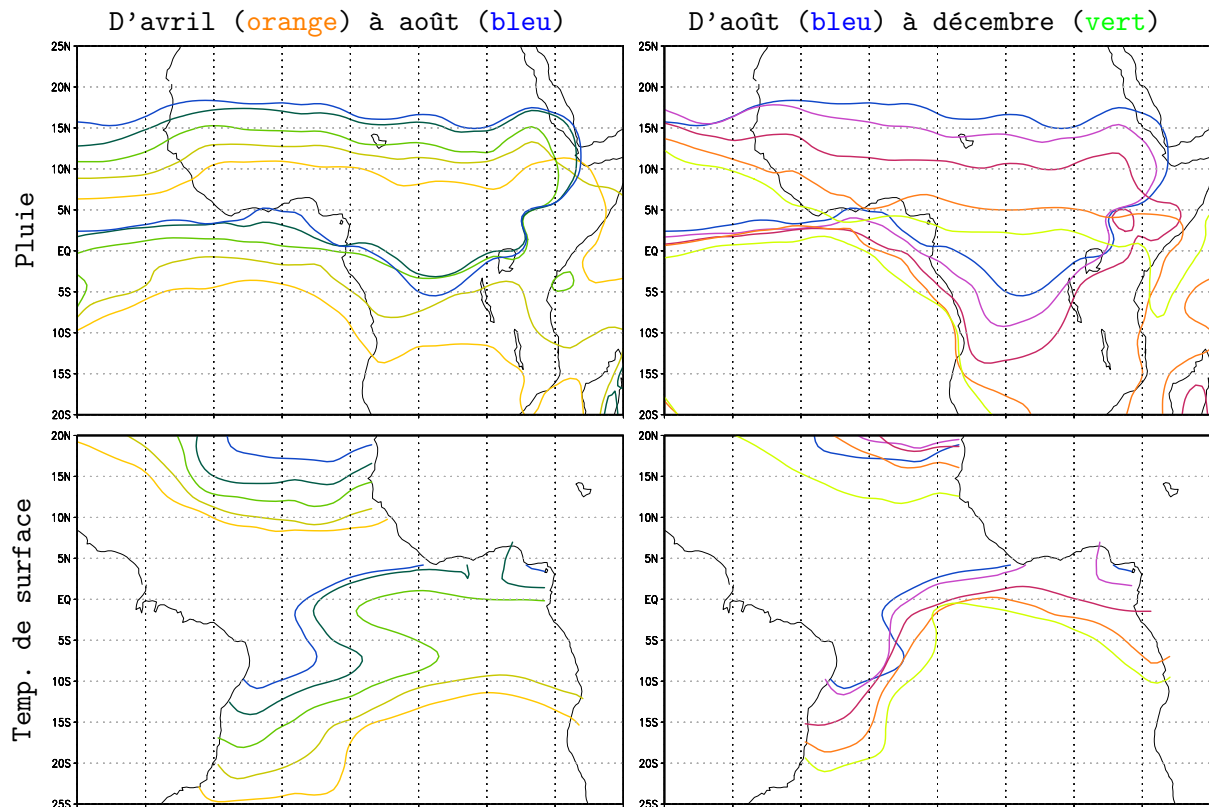 D'avril (orange) à août (bleu)
D'août (bleu) à décembre (vert)
Pluie
25N
20N
15N
10N
5N
EQ
5S
10S
15S
20S
25N
20N
15N
10N
5N
EQ
5S
10S
15S
20S
Temp. de surface
20N
15N
10N
5N
EQ
5S
10S
15S
20S
25S
20N
15N
10N
5N
EQ
5S
10S
15S
20S
25S